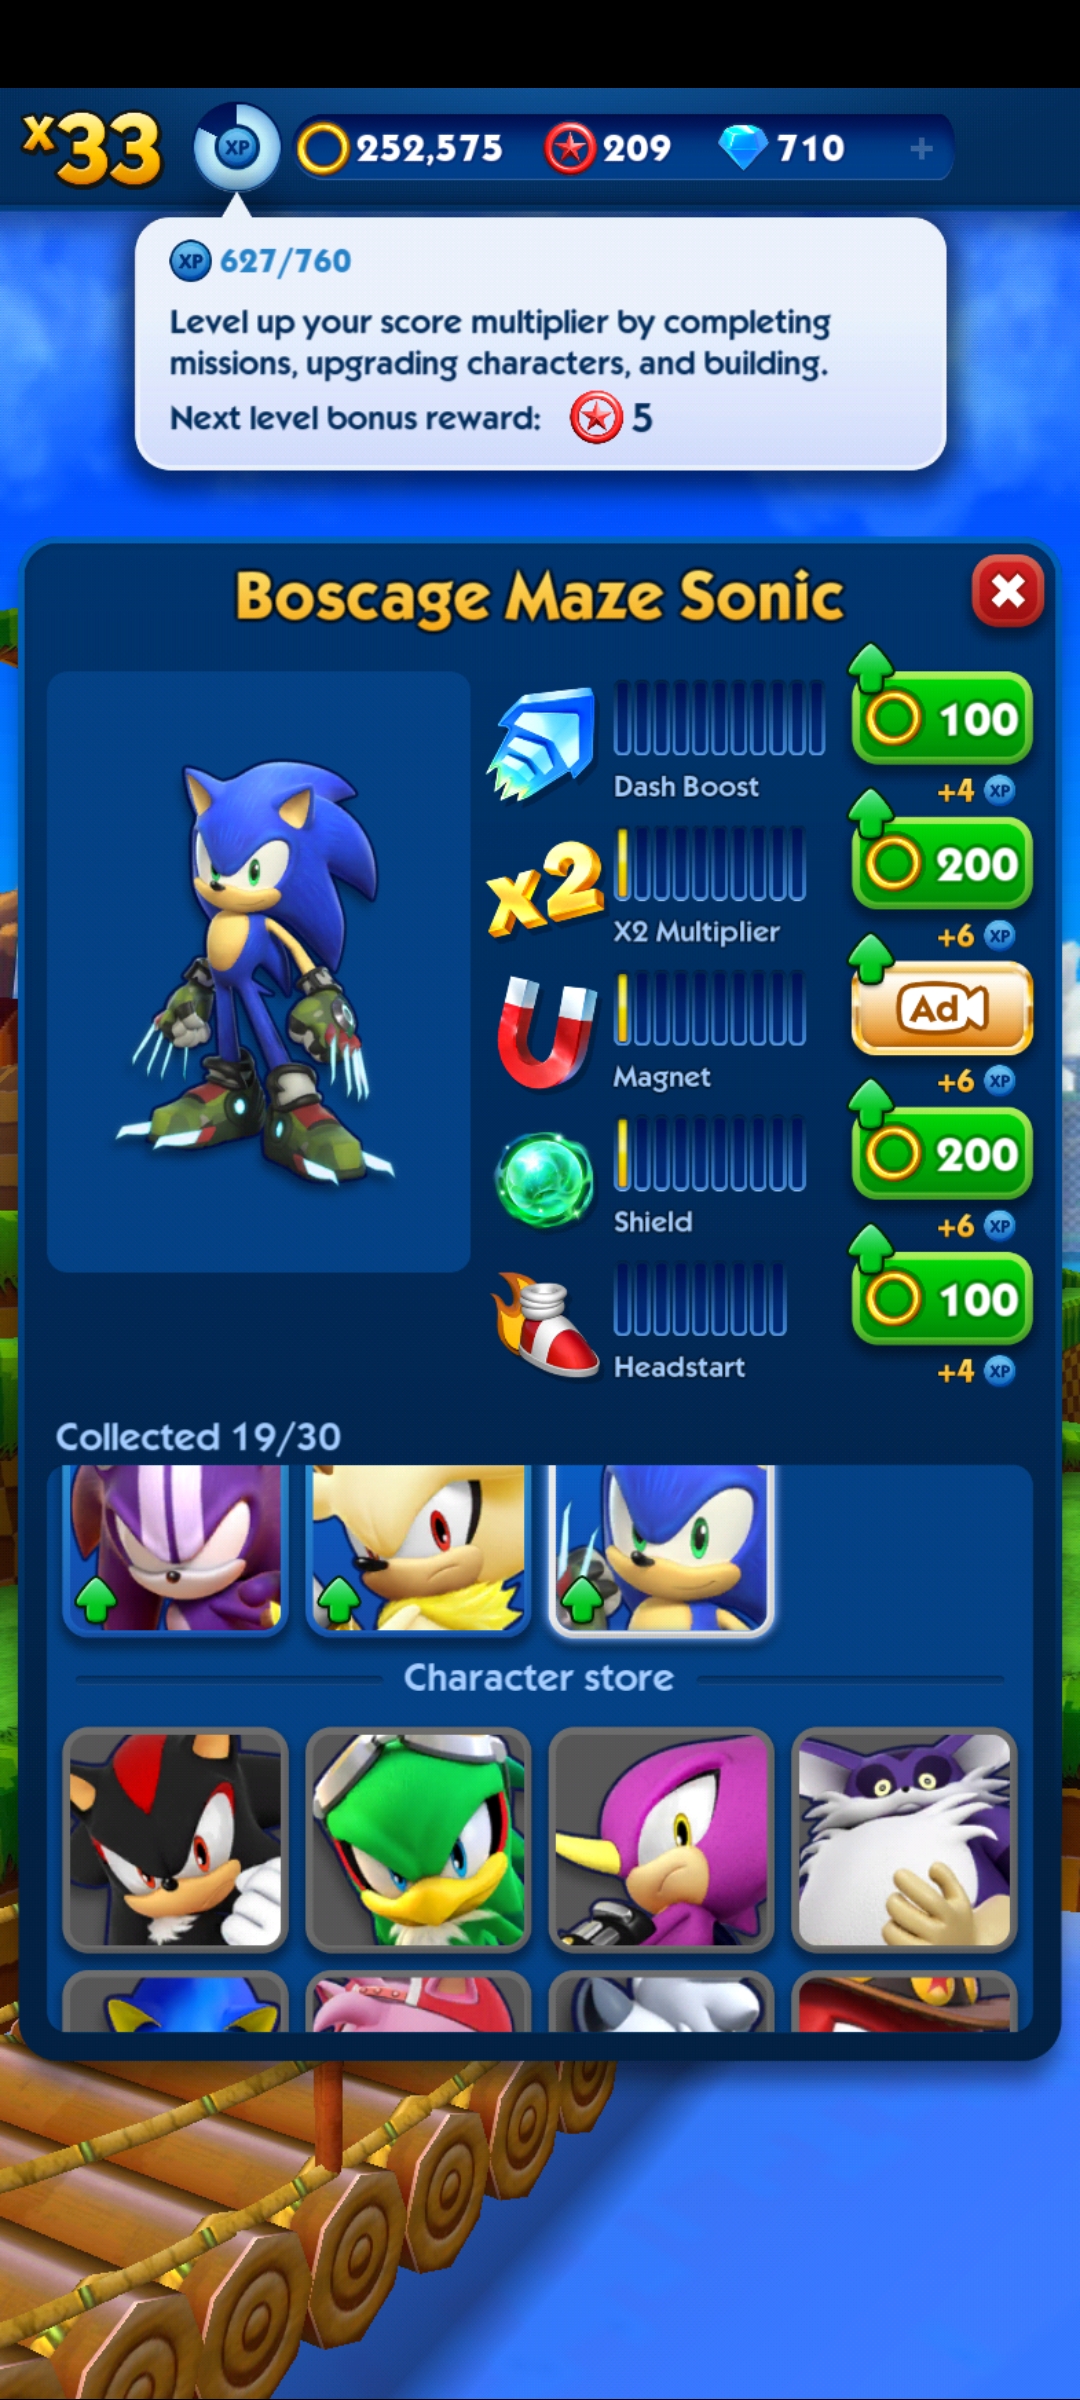 x33
XP
252,575
209
710
+
XP 627/760
Level up your score multiplier by completing
missions, upgrading characters, and building.
Next level bonus reward: 5
Boscage Maze Sonic
100
Dash Boost
+4 XP
x2
200
X2 Multiplier
+6 XP
Ad
Magnet
+6 XP
200
Shield
+6 XP
100
Headstart
+4 XP
Collected 19/30
Character store